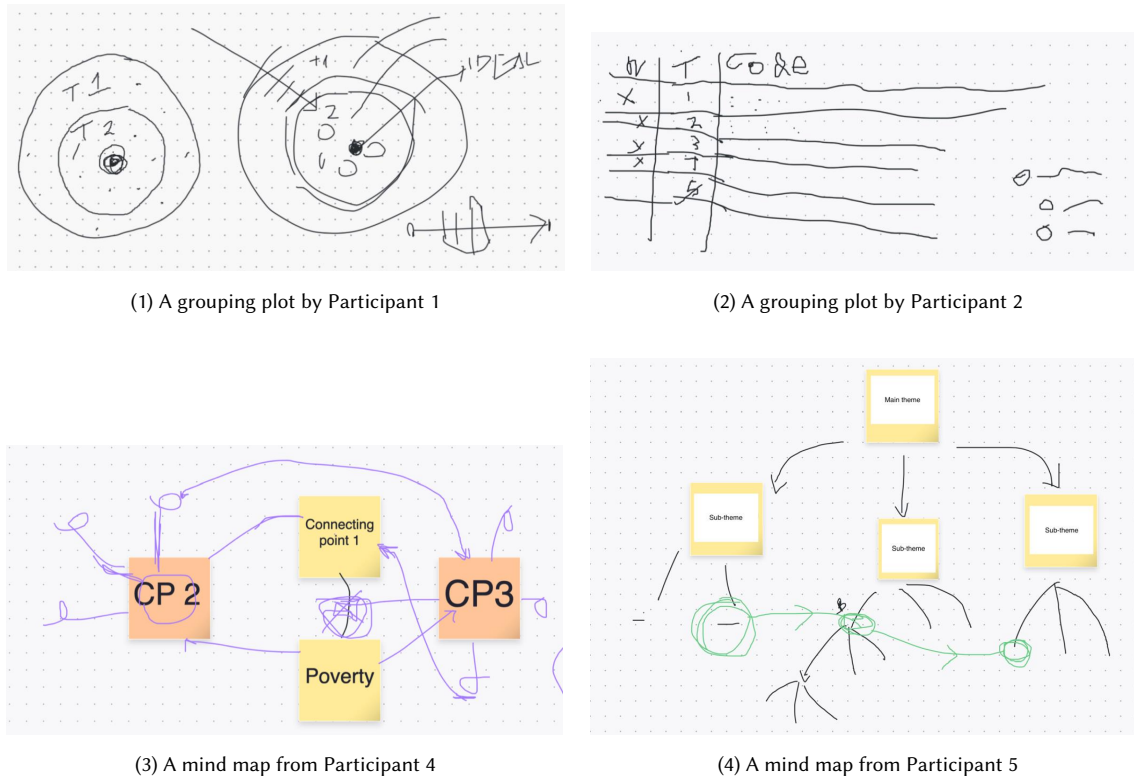 T 1
T 2
+1
IDEAL
2
(1) A grouping plot by Participant 1
N T Code
X 1
X 2
X 3
X 4
5
(2) A grouping plot by Participant 2
Connecting
point 1
CP 2
CP3
Poverty
(3) A mind map from Participant 4
Main theme
Sub-theme
Sub-theme
Sub-theme
(4) A mind map from Participant 5